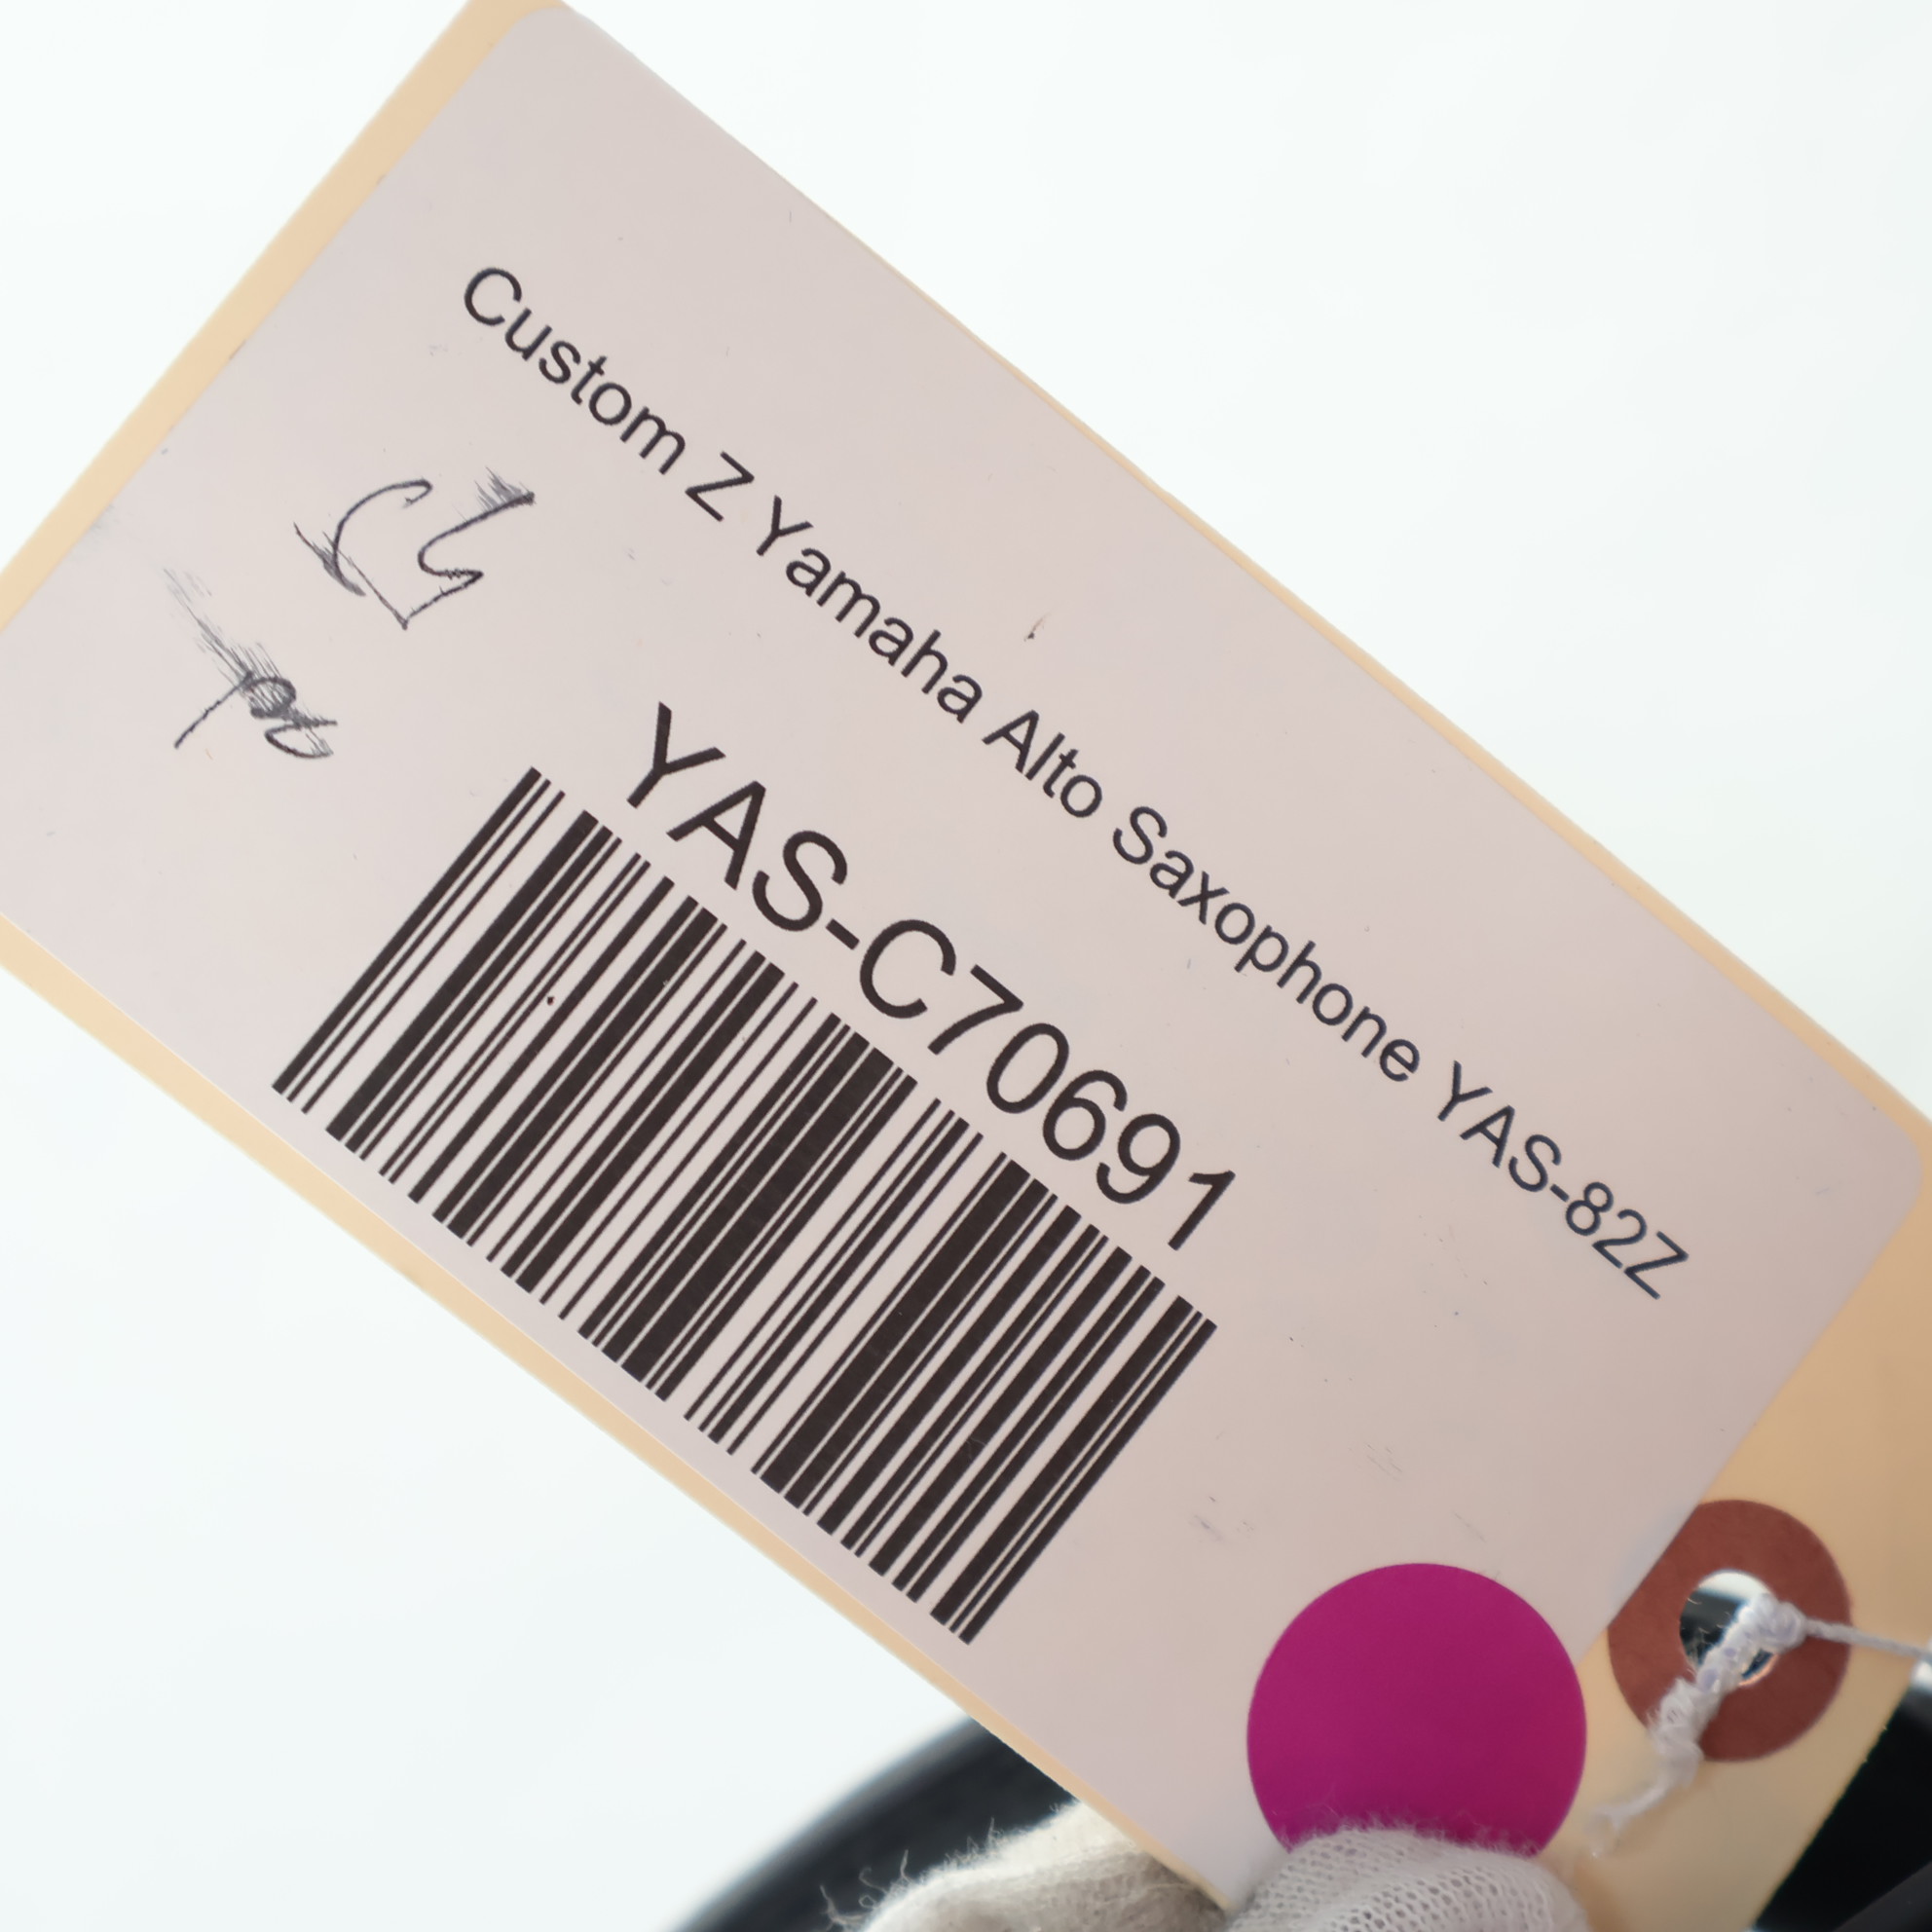 Custom Z Yamaha Alto Saxophone YAS-82Z
YAS-C70691